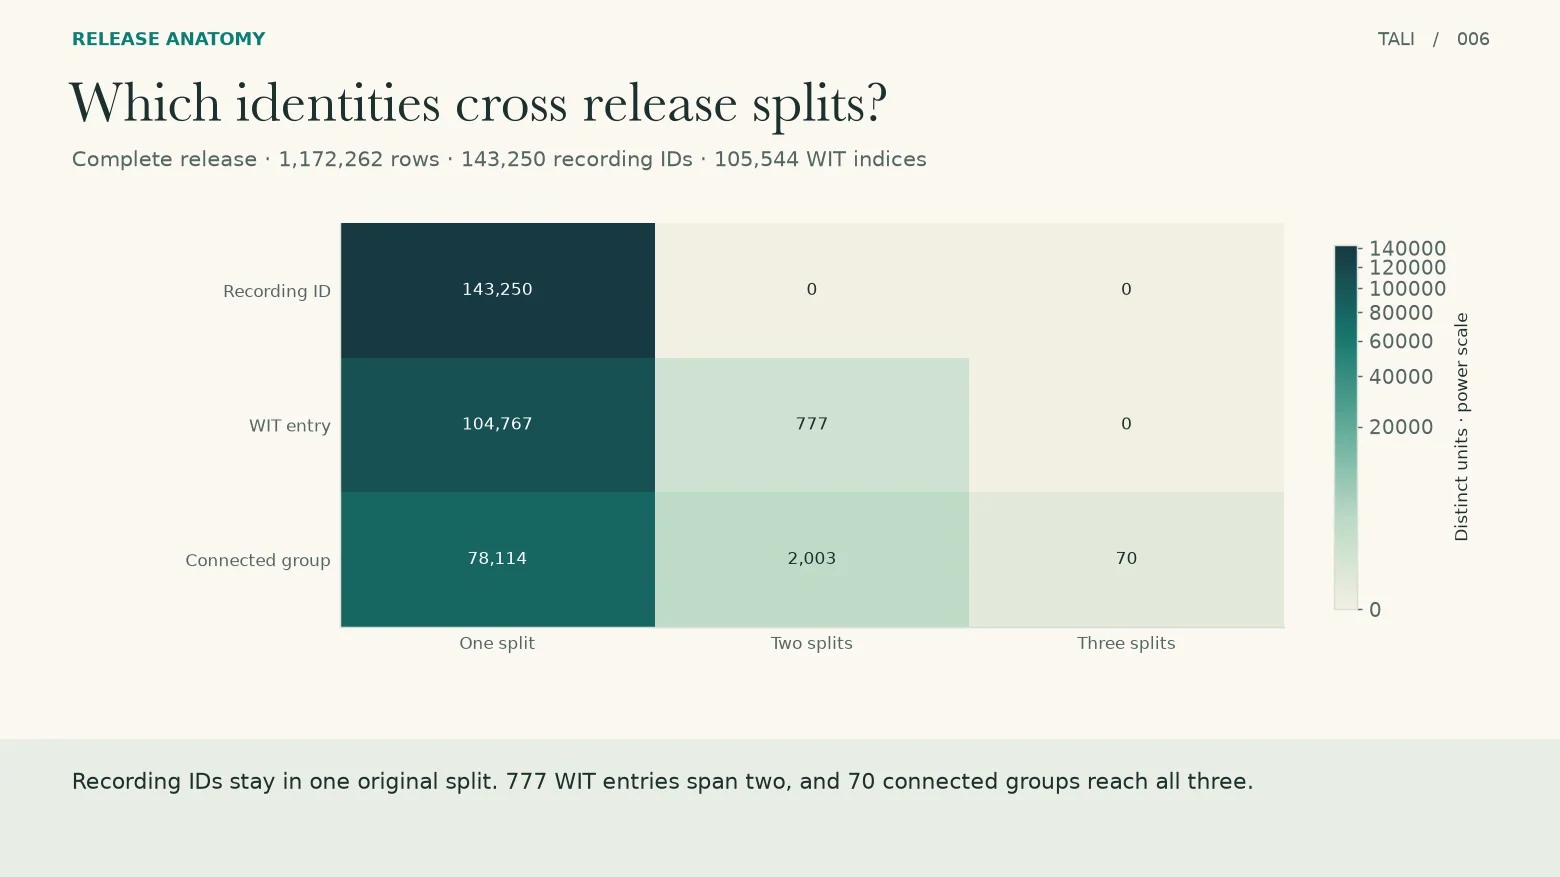 RELEASE ANATOMY
TALI / 006
Which identities cross release splits?
Complete release · 1,172,262 rows · 143,250 recording IDs · 105,544 WIT indices
Recording ID
143,250
0
0
WIT entry
104,767
777
0
Connected group
78,114
2,003
70
One split
Two splits
Three splits
140000
120000
100000
80000
60000
40000
20000
0
Distinct units · power scale
Recording IDs stay in one original split. 777 WIT entries span two, and 70 connected groups reach all three.